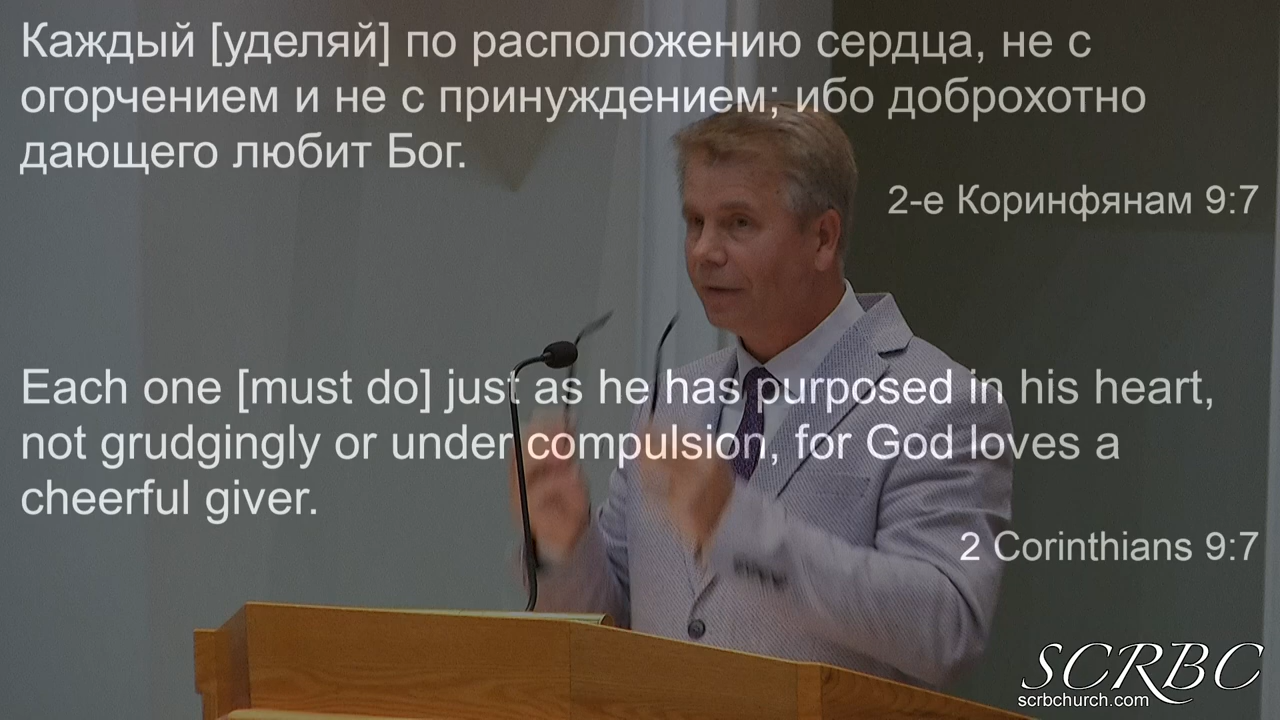 Каждый [уделяй] по расположению сердца, не с
огорчением и не с принуждением; ибо доброхотно
дающего любит Бог.
2-е Коринфянам 9:7
Each one [must do] just as he has purposed in his heart,
not grudgingly or under compulsion, for God loves a
cheerful giver.
2 Corinthians 9:7
SCRBC
scrbchurch.com